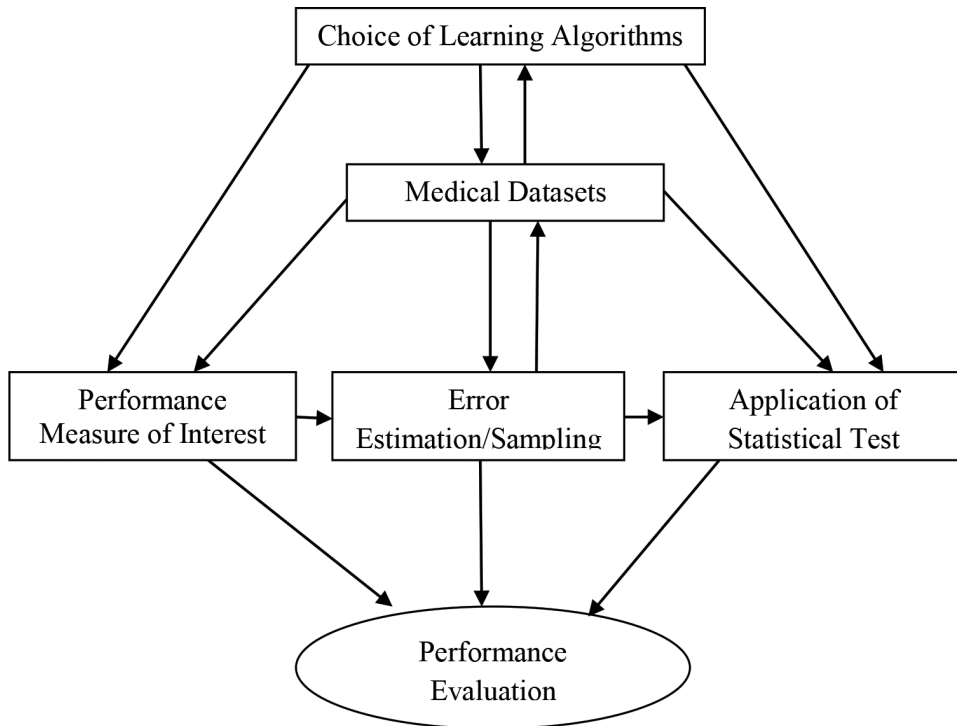 Choice of Learning Algorithms
Medical Datasets
Performance
Measure of Interest
Error
Estimation/Sampling
Application of
Statistical Test
Performance
Evaluation